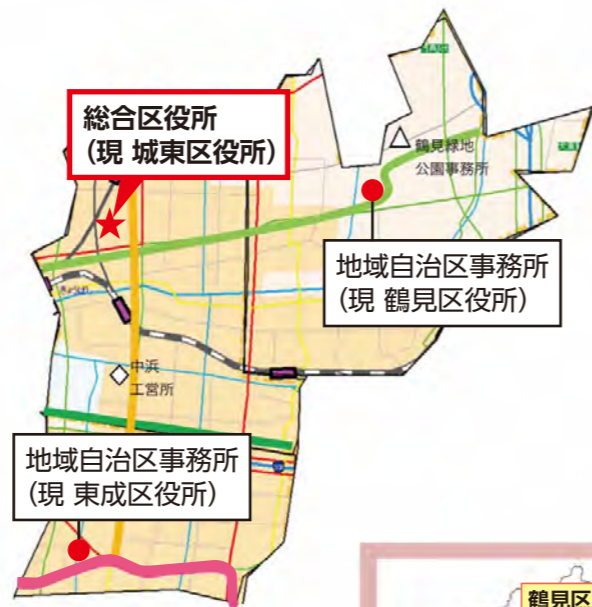 総合区役所
(現 城東区役所)
鶴見緑地
公園事務所
地域自治区事務所
(現 鶴見区役所)
中浜
工営所
地域自治区事務所
(現 東成区役所)
鶴見区